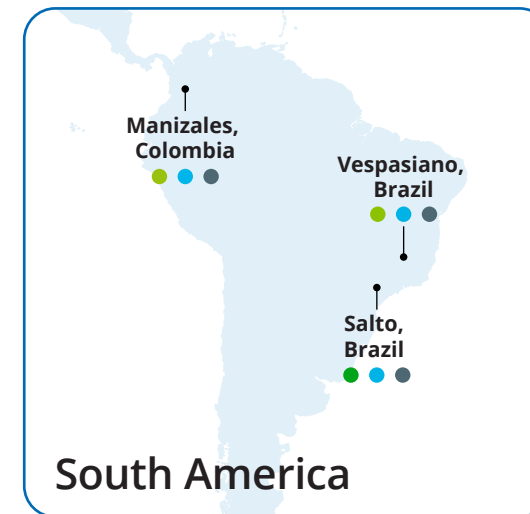 Manizales,
Colombia
Vespasiano,
Brazil
Salto,
Brazil
South America